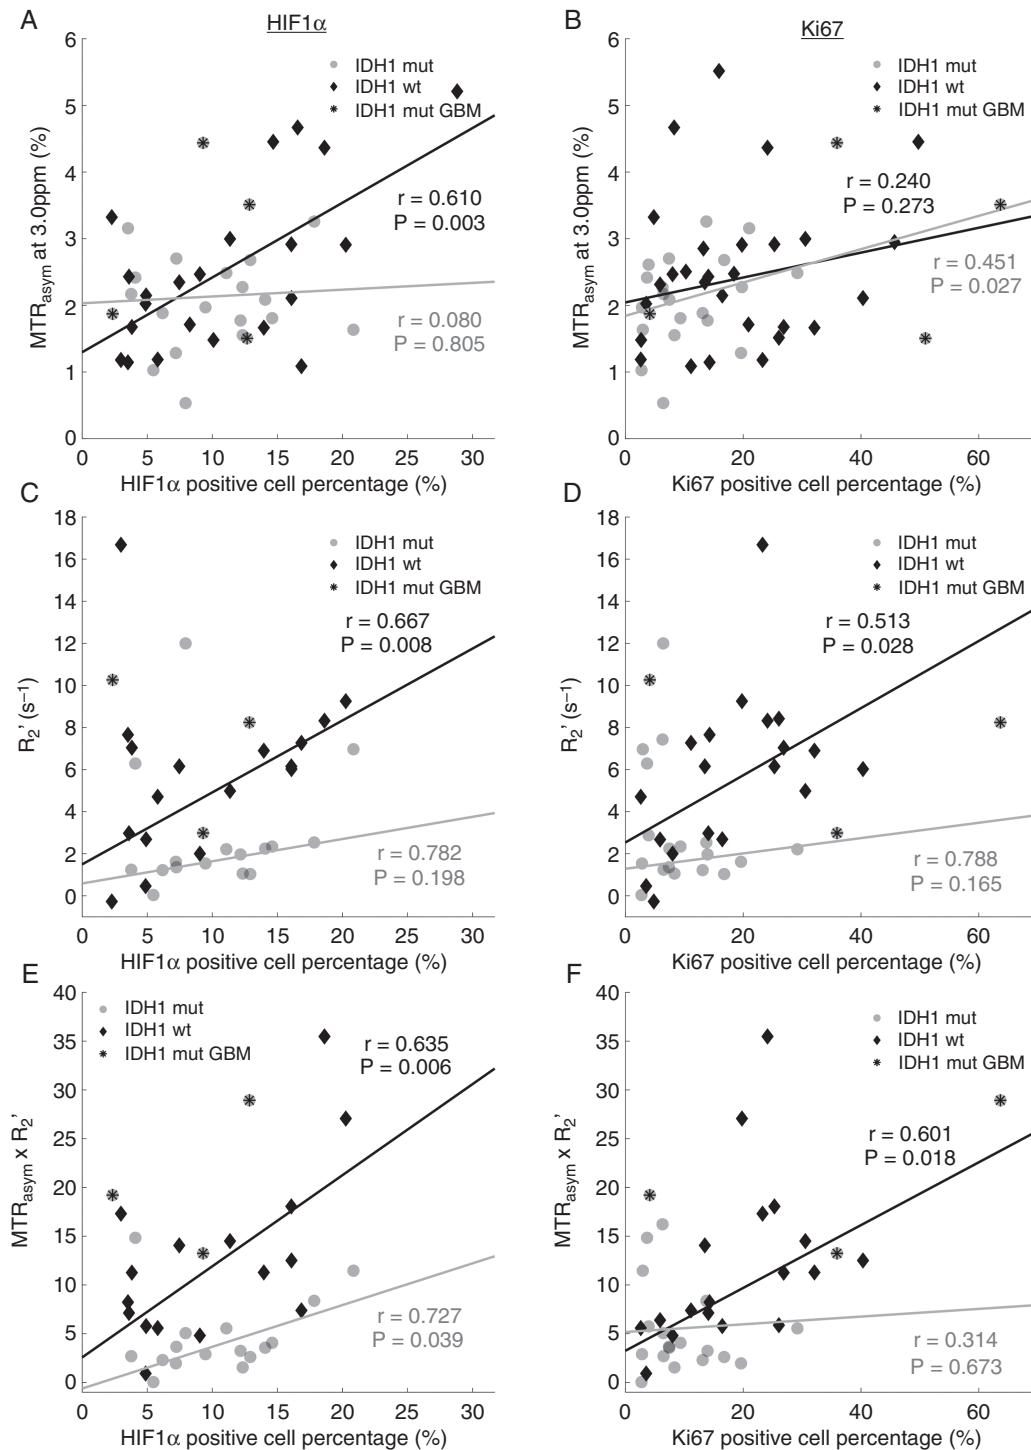 A
HIF1α
6
5
4
3
2
1
0
MTRasym at 3.0ppm (%)
IDH1 mut
IDH1 wt
IDH1 mut GBM
r = 0.610
P = 0.003
r = 0.080
P = 0.805
0 5 10 15 20 25 30
HIF1α positive cell percentage (%)
B
Ki67
6
5
4
3
2
1
0
MTRasym at 3.0ppm (%)
IDH1 mut
IDH1 wt
IDH1 mut GBM
r = 0.240
P = 0.273
r = 0.451
P = 0.027
0 20 40 60
Ki67 positive cell percentage (%)
C
18
16
14
12
10
8
6
4
2
0
R2’ (s–1)
IDH1 mut
IDH1 wt
IDH1 mut GBM
r = 0.667
P = 0.008
r = 0.782
P = 0.198
0 5 10 15 20 25 30
HIF1α positive cell percentage (%)
D
18
16
14
12
10
8
6
4
2
0
R2’ (s–1)
IDH1 mut
IDH1 wt
IDH1 mut GBM
r = 0.513
P = 0.028
r = 0.788
P = 0.165
0 20 40 60
Ki67 positive cell percentage (%)
E
40
35
30
25
20
15
10
5
0
MTRasym x R2’
IDH1 mut
IDH1 wt
IDH1 mut GBM
r = 0.635
P = 0.006
r = 0.727
P = 0.039
0 5 10 15 20 25 30
HIF1α positive cell percentage (%)
F
40
35
30
25
20
15
10
5
0
MTRasym x R2’
IDH1 mut
IDH1 wt
IDH1 mut GBM
r = 0.601
P = 0.018
r = 0.314
P = 0.673
0 20 40 60
Ki67 positive cell percentage (%)